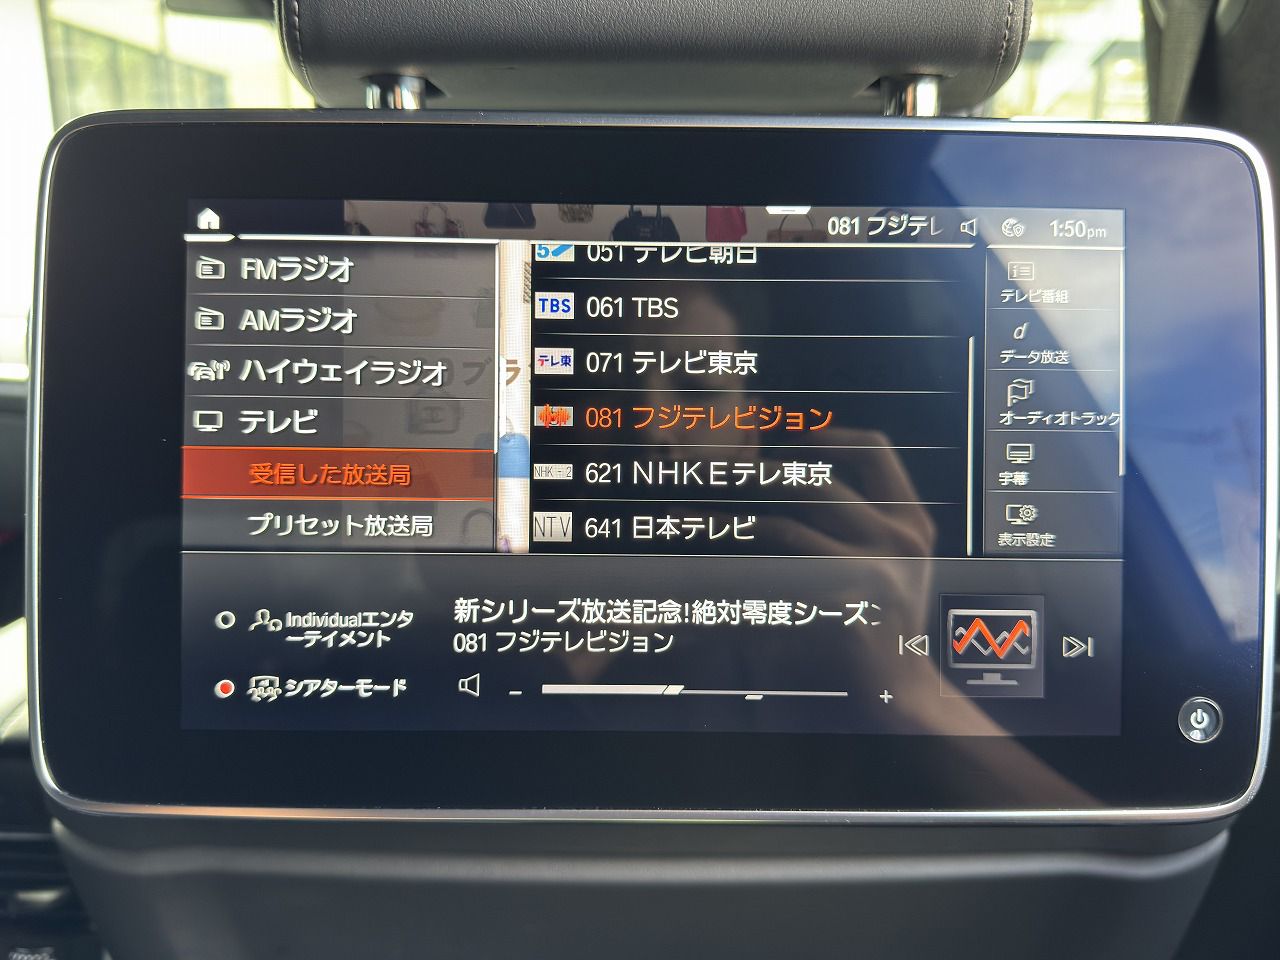 081 フジテレ
1:50pm
FMラジオ
AMラジオ
ハイウェイラジオ
テレビ
受信した放送局
プリセット放送局
5 051 テレビ朝日
TBS 061 TBS
テレ東 071 テレビ東京
081 フジテレビジョン
621 ＮＨＫＥテレ東京
NTV 641 日本テレビ
テレビ番組
d
データ放送
オーディオトラック
字幕
表示設定
Individualエンタ
ーテイメント
シアターモード
新シリーズ放送記念!絶対零度シーズ
081 フジテレビジョン
− +